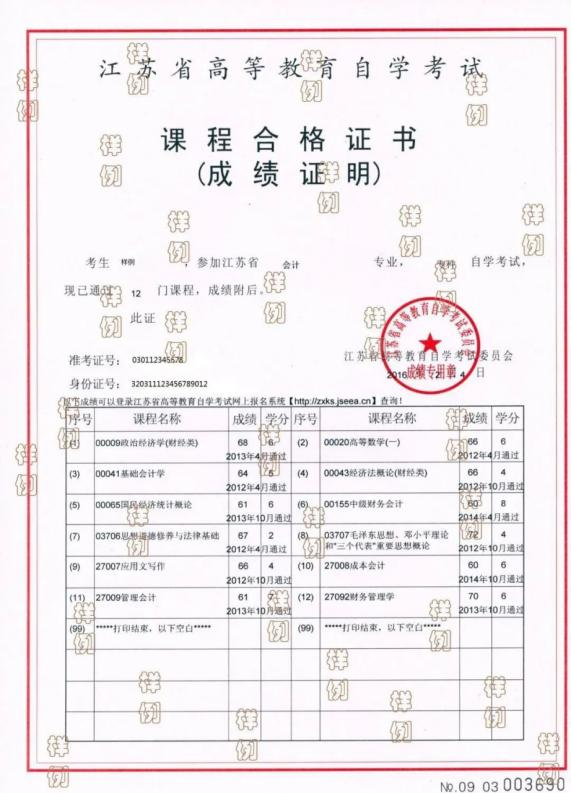 江苏省高等教育自学考试
课程合格证书
(成绩证明)
考生 样例 ，参加江苏省 会计 专业， 专科 自学考试，
现已通过 12 门课程，成绩附后。
此证
江苏省高等教育自学考试委员会
准考证号： 030112345678
2016 年 2 月 4 日
成绩专用章
身份证号： 320311123456789012
以下成绩可以登录江苏省高等教育自学考试网上报名系统【http://zxks.jseea.cn】查询！
序号 课程名称 成绩 学分 序号 课程名称 成绩 学分
(1) 00009政治经济学(财经类) 68 6 (2) 00020高等数学(一) 66 6
2013年4月通过 2012年4月通过
(3) 00041基础会计学 64 5 (4) 00043经济法概论(财经类) 66 4
2012年4月通过 2012年10月通过
(5) 00065国民经济统计概论 61 6 (6) 00155中级财务会计 60 8
2013年10月通过 2014年4月通过
(7) 03706思想道德修养与法律基础 67 2 (8) 03707毛泽东思想、邓小平理论 72 4
2012年4月通过 和"三个代表"重要思想概论 2012年10月通过
(9) 27007应用文写作 66 4 (10) 27008成本会计 60 6
2012年10月通过 2014年10月通过
(11) 27009管理会计 61 (12) 27092财务管理学 70 6
2013年10月通过 2013年10月通过
(99) *****打印结束，以下空白***** (99) *****打印结束，以下空白*****
样例
№.09 03 003690